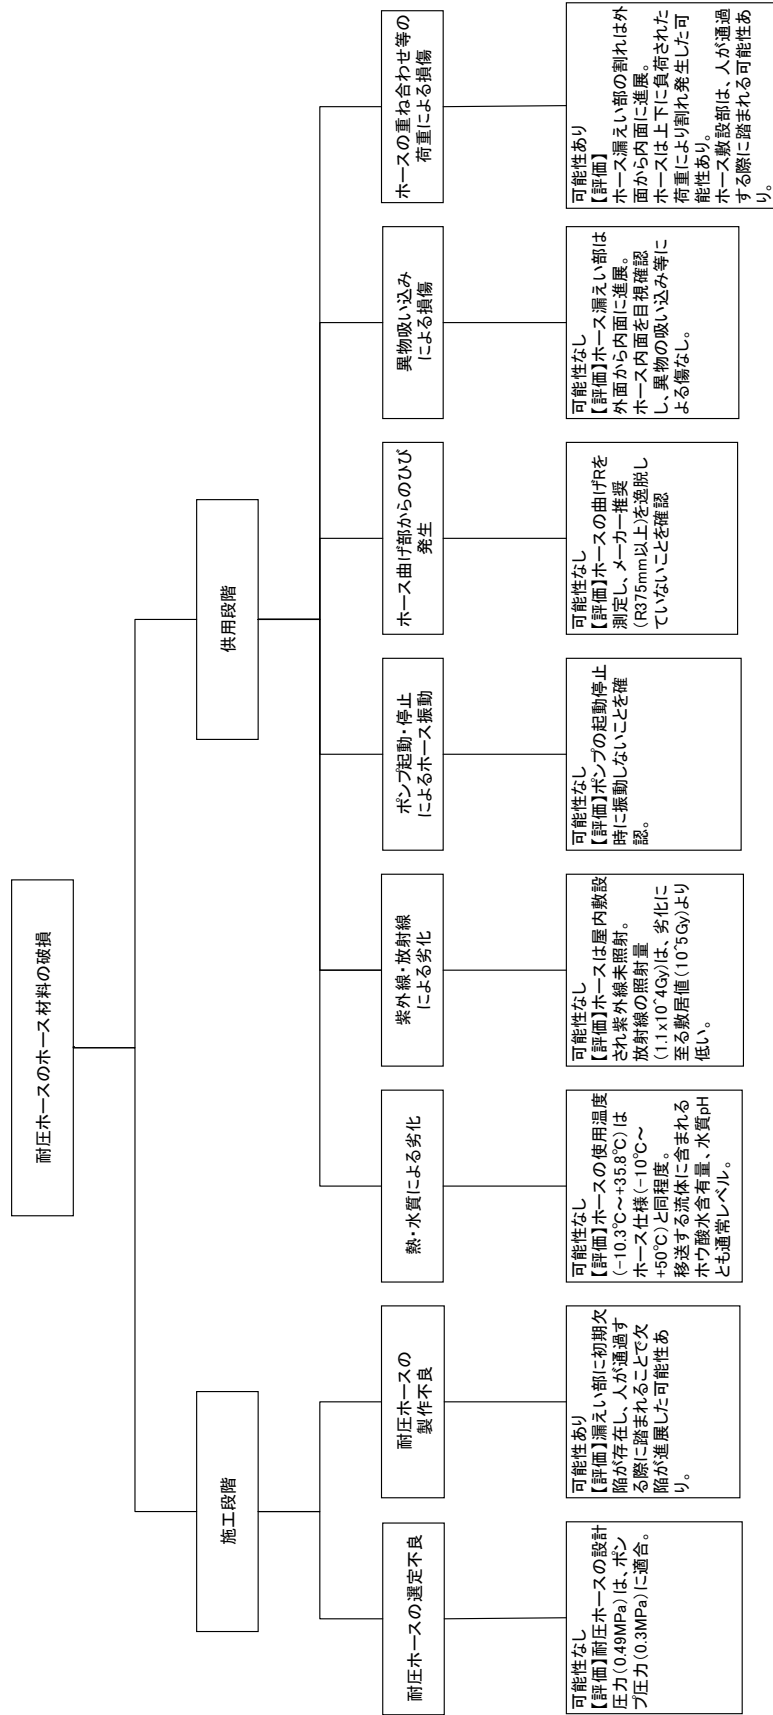 耐圧ホースのホース材料の破損
施工段階
供用段階
耐圧ホースの選定不良
耐圧ホースの
製作不良
熱・水質による劣化
紫外線・放射線
による劣化
ポンプ起動・停止
によるホース振動
ホース曲げ部からのひび
発生
異物吸い込み
による損傷
ホースの重ね合わせ等の
荷重による損傷
可能性なし
【評価】耐圧ホースの設計
圧力(0.49MPa)は、ポン
プ圧力(0.3MPa)に適合。
可能性あり
【評価】漏えい部に初期欠
陥が存在し、人が通過す
る際に踏まれることで欠
陥が進展した可能性あ
り。
可能性なし
【評価】ホースの使用温度
(-10.3℃~+35.8℃)は
ホース仕様(-10℃~
+50℃)と同程度。
移送する流体に含まれる
ホウ酸水含有量、水質pH
とも通常レベル。
可能性なし
【評価】ホースは屋内敷設
され紫外線未照射。
放射線の照射量
(1.1x10^4Gy)は、劣化に
至る敷居値(10^5Gy)より
低い。
可能性なし
【評価】ポンプの起動停止
時に振動しないことを確
認。
可能性なし
【評価】ホースの曲げRを
測定し、メーカー推奨
(R375mm以上)を逸脱し
ていないことを確認
可能性なし
【評価】ホース漏えい部は
外面から内面に進展。
ホース内面を目視確認
し、異物の吸い込み等に
よる傷なし。
可能性あり
【評価】
ホース漏えい部の割れは外
面から内面に進展。
ホースは上下に負荷された
荷重により割れ発生した可
能性あり。
ホース敷設部は、人が通過
する際に踏まれる可能性あ
り。